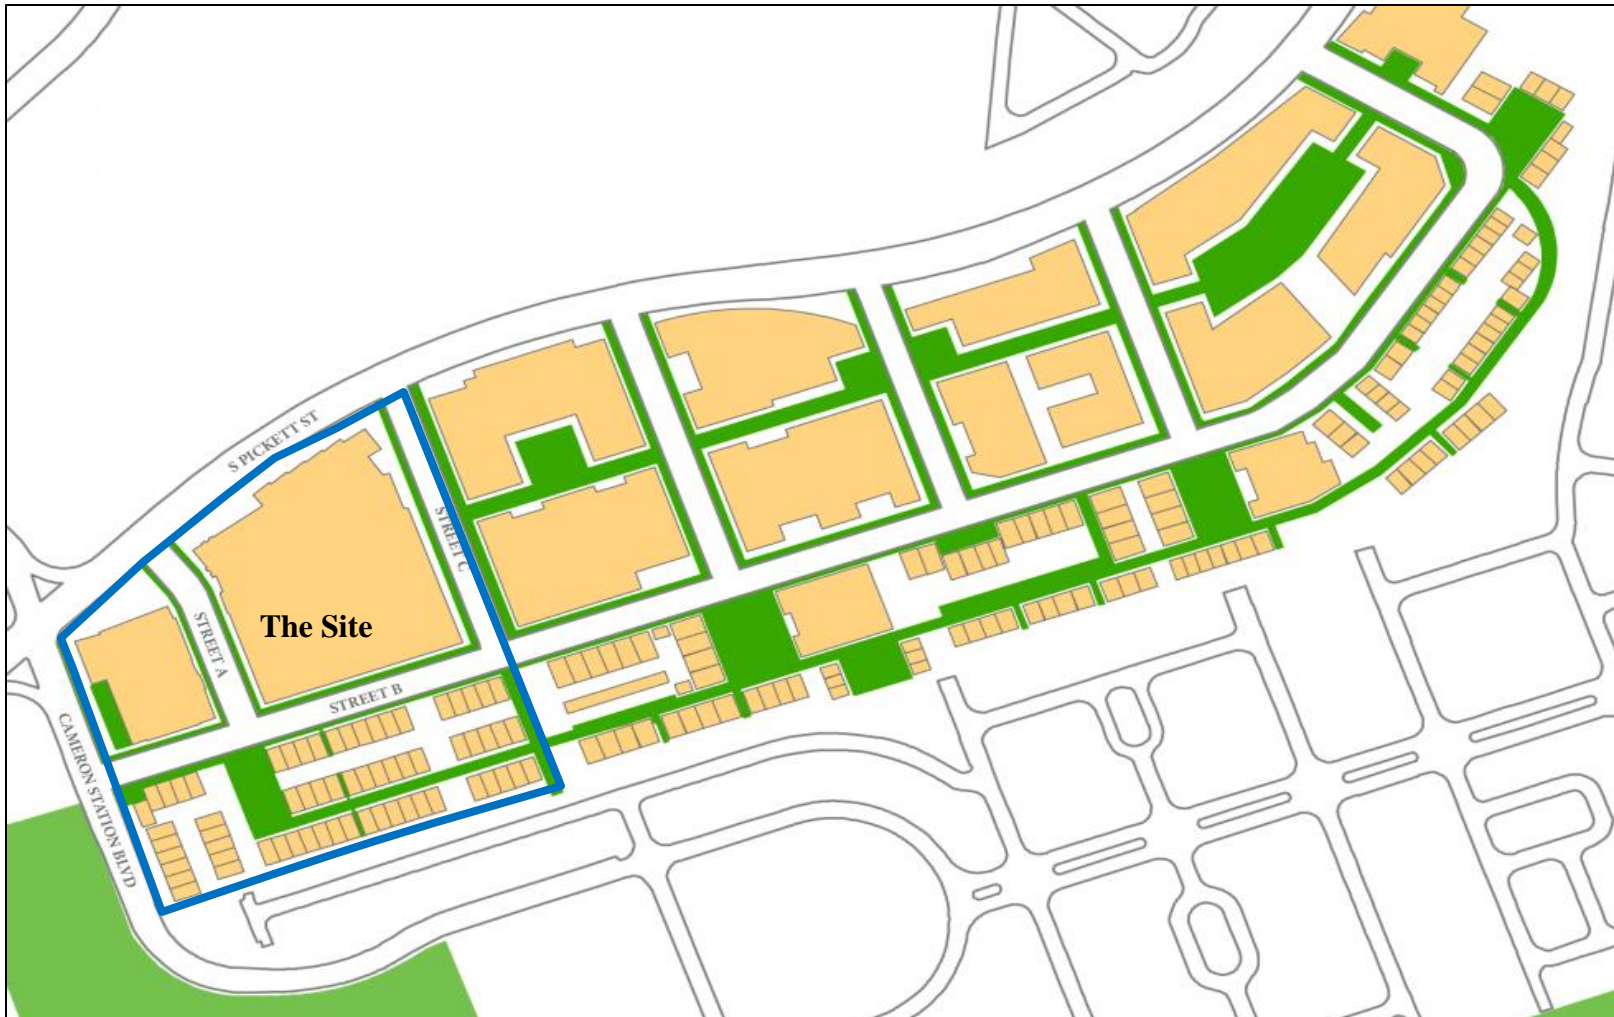 S PICKETT ST
STREET C
STREET A
The Site
STREET B
CAMERON STATION BLVD